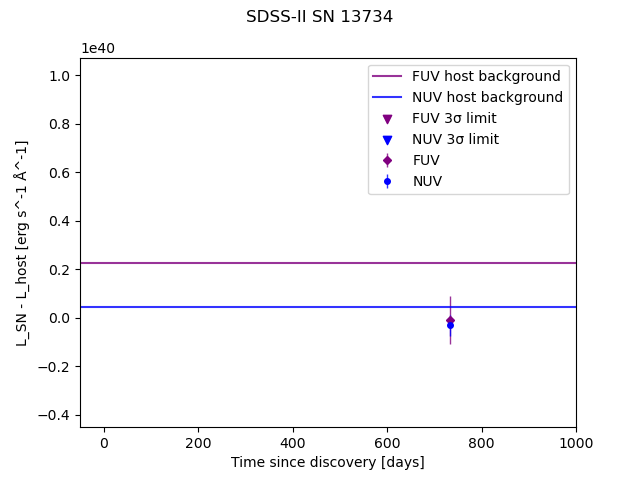 SDSS-II SN 13734
1e40
1.0
0.8
0.6
0.4
0.2
0.0
−0.2
−0.4
L_SN - L_host [erg s^-1 Å^-1]
FUV host background
NUV host background
FUV 3σ limit
NUV 3σ limit
FUV
NUV
0 200 400 600 800 1000
Time since discovery [days]